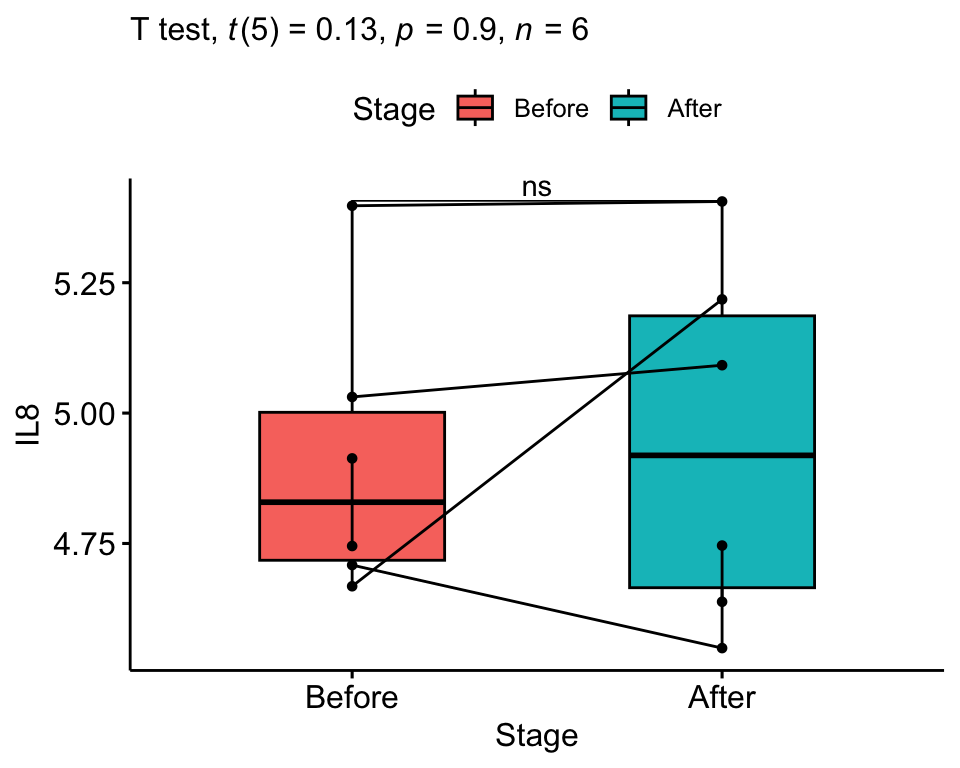 T test, t(5) = 0.13, p = 0.9, n = 6
Stage Before After
ns
5.25
5.00
4.75
IL8
Before After
Stage